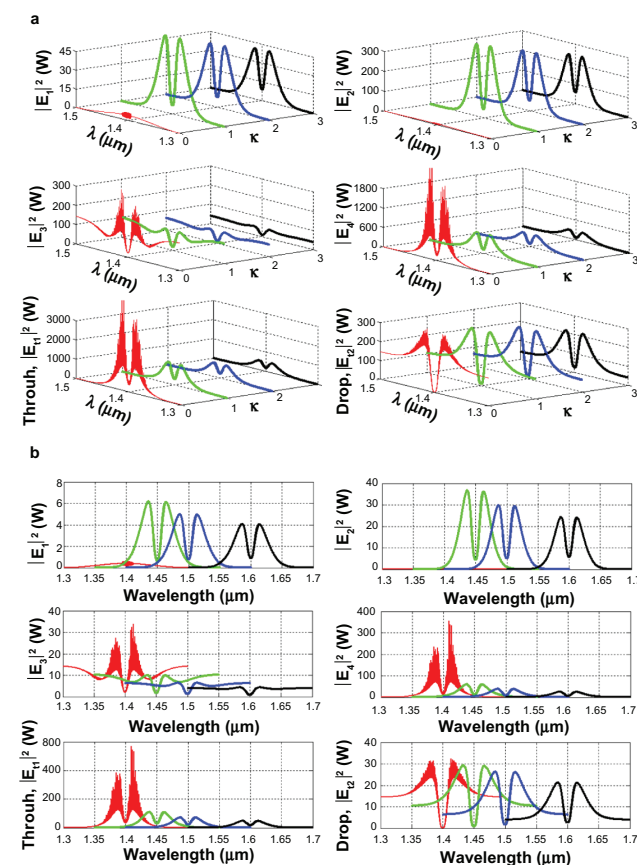 a
|E₁|² (W)
45
30
15
0
1.5
1.4
1.3
λ (μm)
0
1
2
3
κ
|E₂|² (W)
300
200
100
0
1.5
1.4
1.3
λ (μm)
0
1
2
3
κ
|E₃|² (W)
300
200
100
0
1.5
1.4
1.3
λ (μm)
0
1
2
3
κ
|E₄|² (W)
1800
1200
600
0
1.5
1.4
1.3
λ (μm)
0
1
2
3
κ
Throuh, |Eₜ₁|² (W)
3000
2000
1000
0
1.5
1.4
1.3
λ (μm)
0
1
2
3
κ
Drop, |Eₜ₂|² (W)
300
200
100
0
1.5
1.4
1.3
λ (μm)
0
1
2
3
κ
b
|E₁|² (W)
8
6
4
2
0
1.3 1.35 1.4 1.45 1.5 1.55 1.6 1.65 1.7
Wavelength (μm)
|E₂|² (W)
40
30
20
10
0
1.3 1.35 1.4 1.45 1.5 1.55 1.6 1.65 1.7
Wavelength (μm)
|E₃|² (W)
40
30
20
10
0
1.3 1.35 1.4 1.45 1.5 1.55 1.6 1.65 1.7
Wavelength (μm)
|E₄|² (W)
400
300
200
100
0
1.3 1.35 1.4 1.45 1.5 1.55 1.6 1.65 1.7
Wavelength (μm)
Throuh, |Eₜ₁|² (W)
800
600
400
200
0
1.3 1.35 1.4 1.45 1.5 1.55 1.6 1.65 1.7
Wavelength (μm)
Drop, |Eₜ₂|² (W)
40
30
20
10
0
1.3 1.35 1.4 1.45 1.5 1.55 1.6 1.65 1.7
Wavelength (μm)